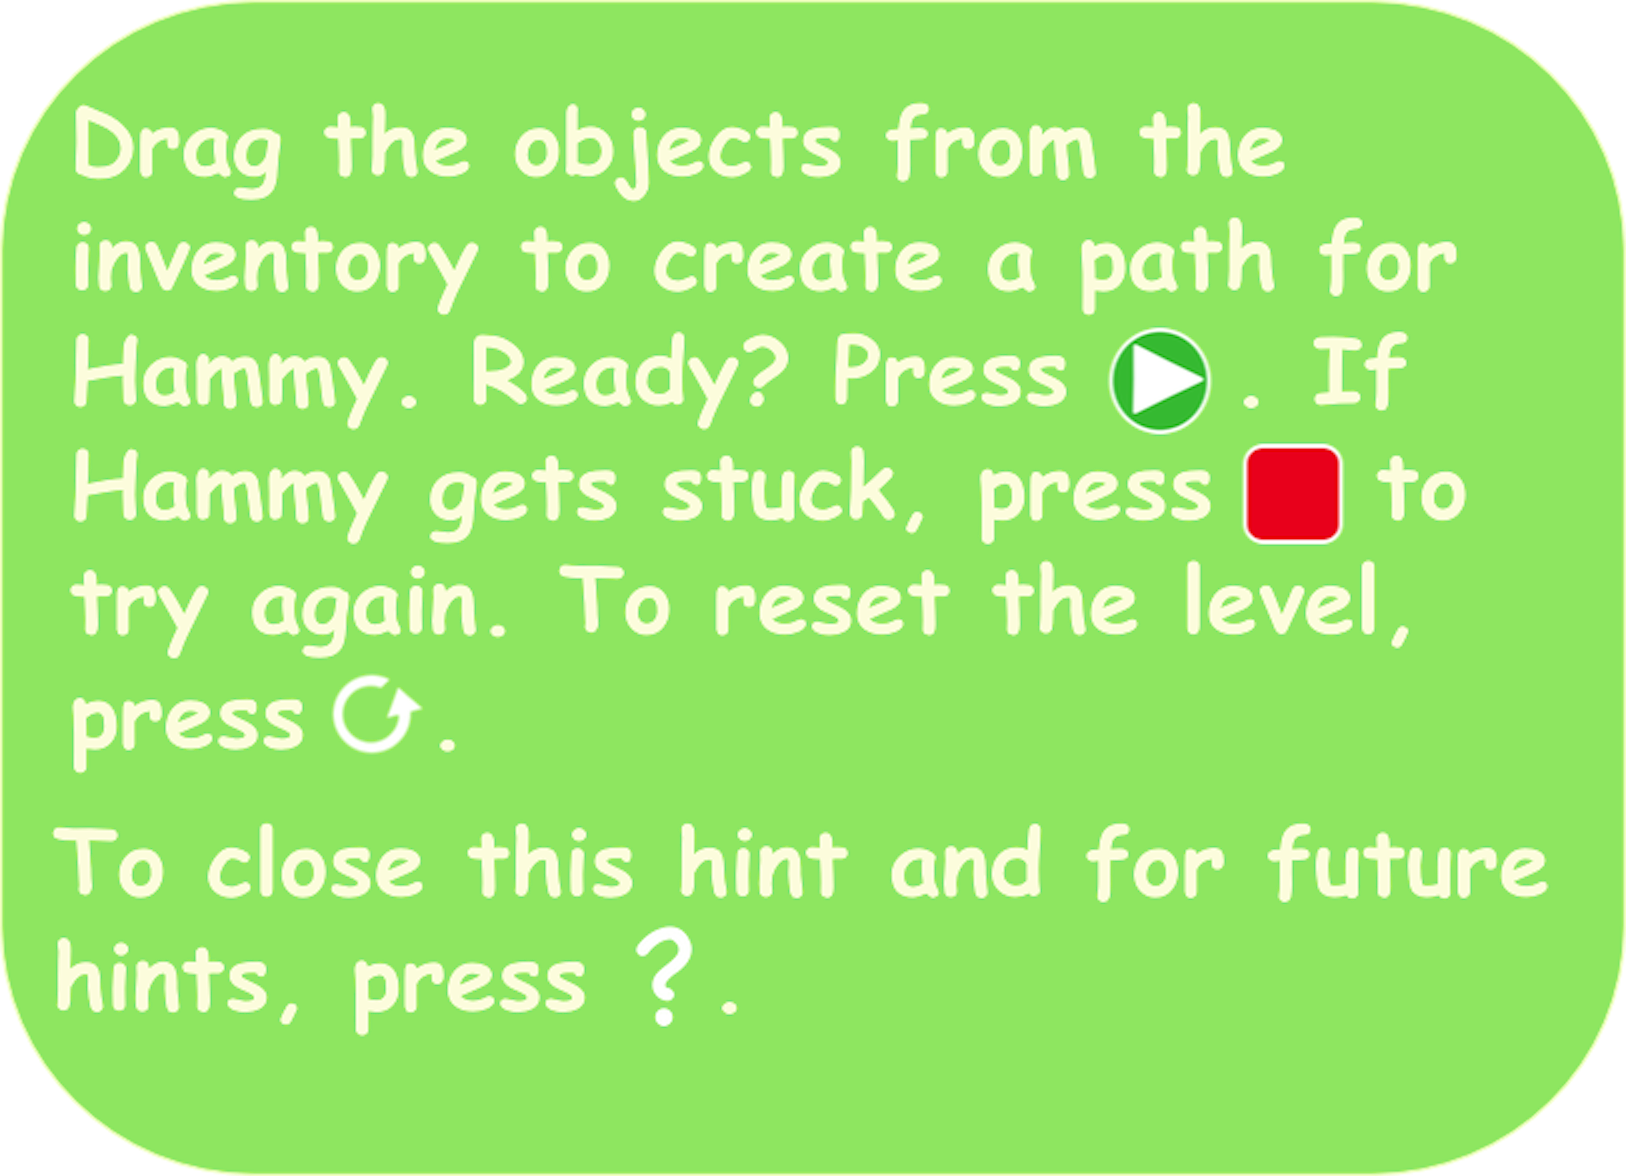 Drag the objects from the
inventory to create a path for
Hammy. Ready? Press . If
Hammy gets stuck, press to
try again. To reset the level,
press .
To close this hint and for future
hints, press ?.